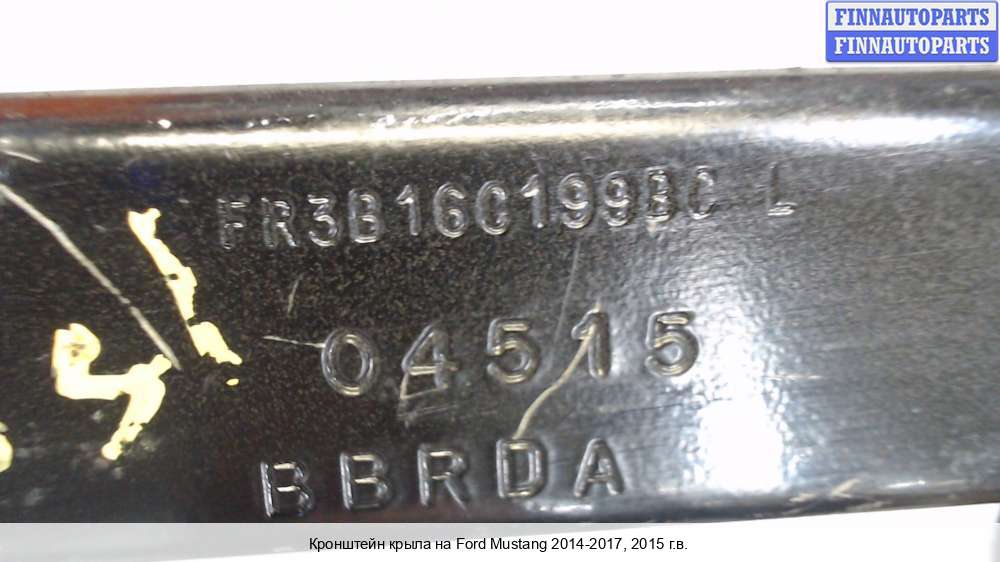 FINNAUTOPARTS
FINNAUTOPARTS
FR3B16C199BC L
04515
BBRDA
Кронштейн крыла на Ford Mustang 2014-2017, 2015 г.в.